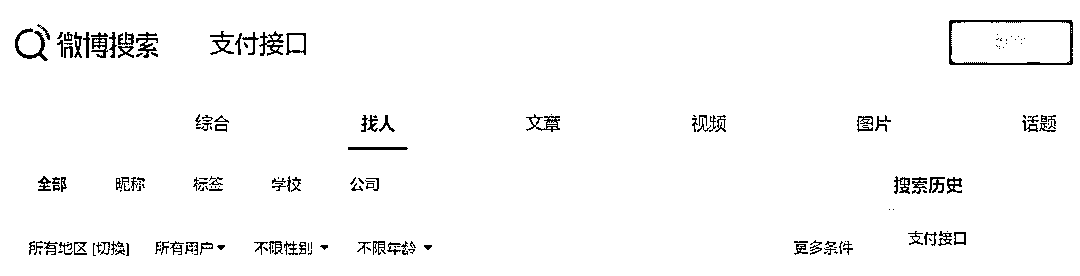 微博搜索 支付接口
综合 找人 文章 视频 图片 话题
全部 昵称 标签 学校 公司 搜索历史
所有地区 [切换] 所有用户 不限性别 不限年龄 更多条件 支付接口